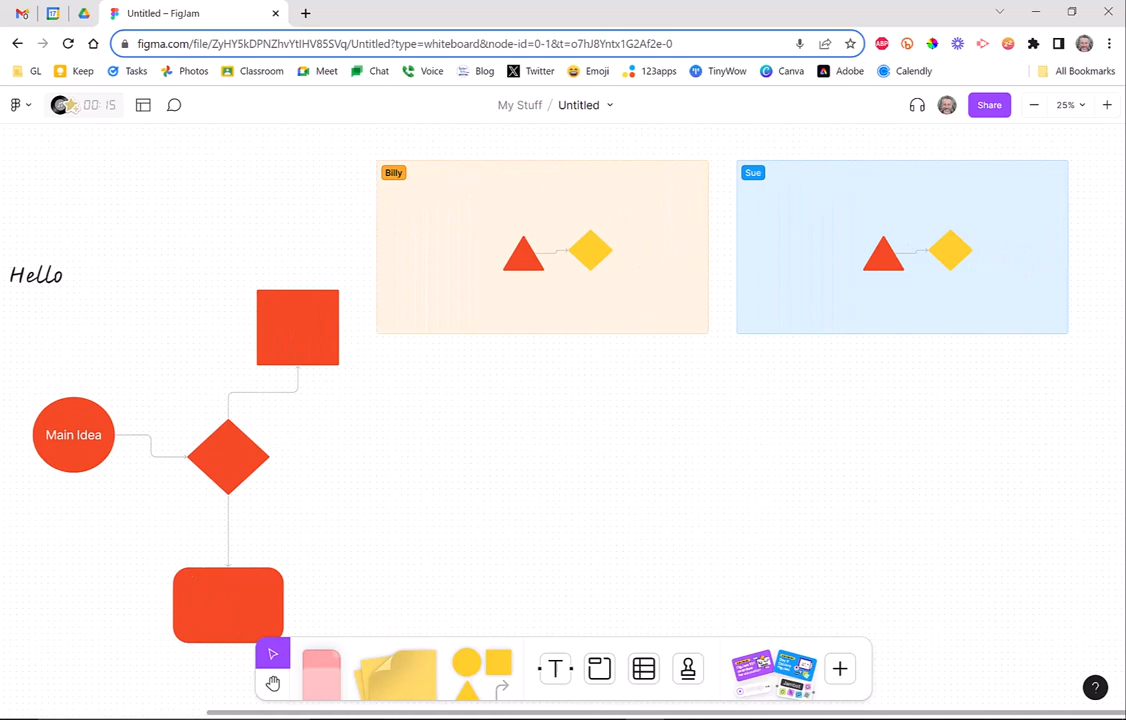 Untitled – FigJam
figma.com/file/ZyHY5kDPNZhvYtIHV85SVq/Untitled?type=whiteboard&node-id=0-1&t=o7hJ8Yntx1G2Af2e-0
GL Keep Tasks Photos Classroom Meet Chat Voice Blog Twitter Emoji 123apps TinyWow Canva Adobe Calendly All Bookmarks
00:15 My Stuff / Untitled Share 25%
Billy
Sue
Hello
Main Idea
T
?